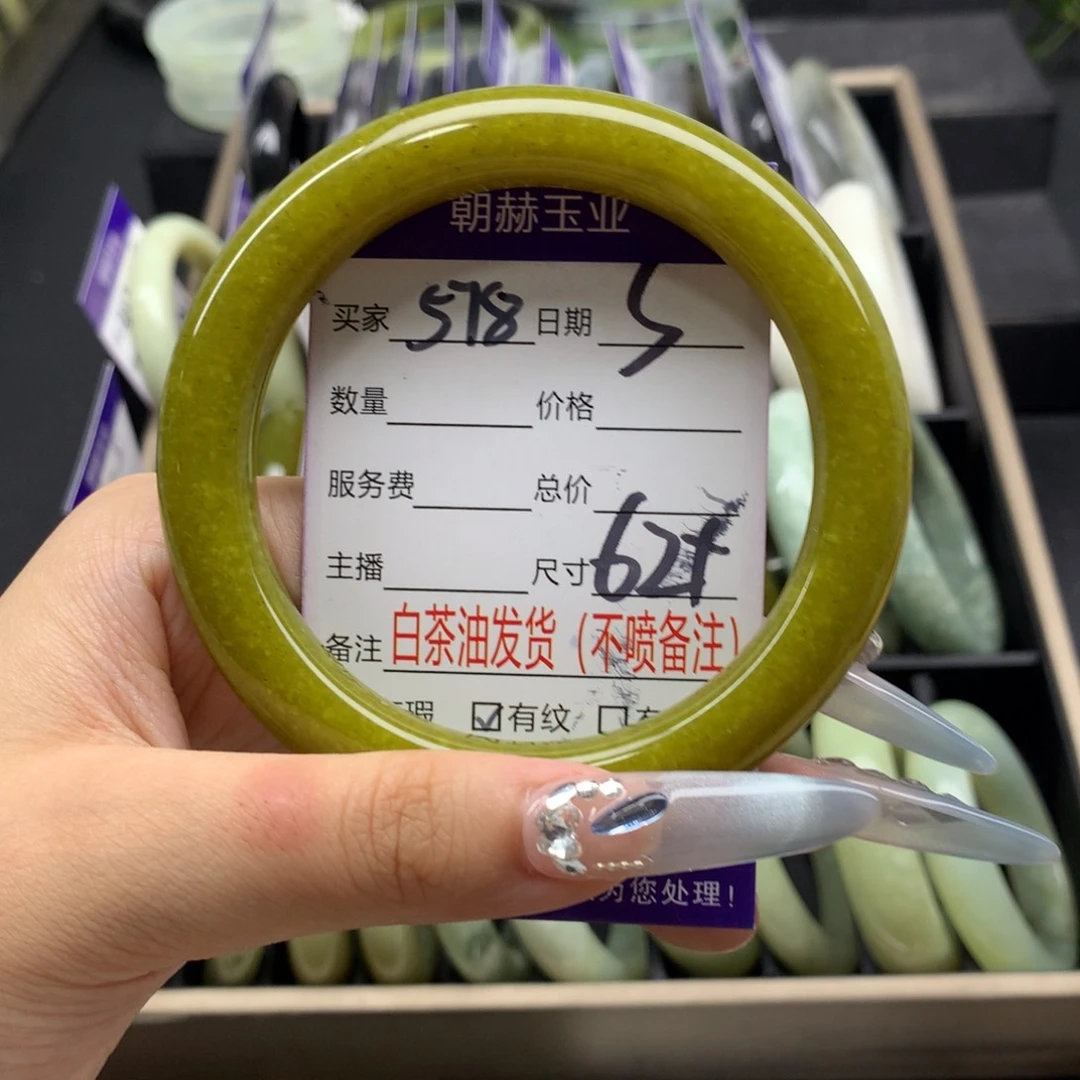 朝赫玉业
买家 578 日期 5
数量 价格
服务费 总价
主播 尺寸 62+
备注 白茶油发货（不喷备注）
瑕 ☑有纹 □
为您处理！